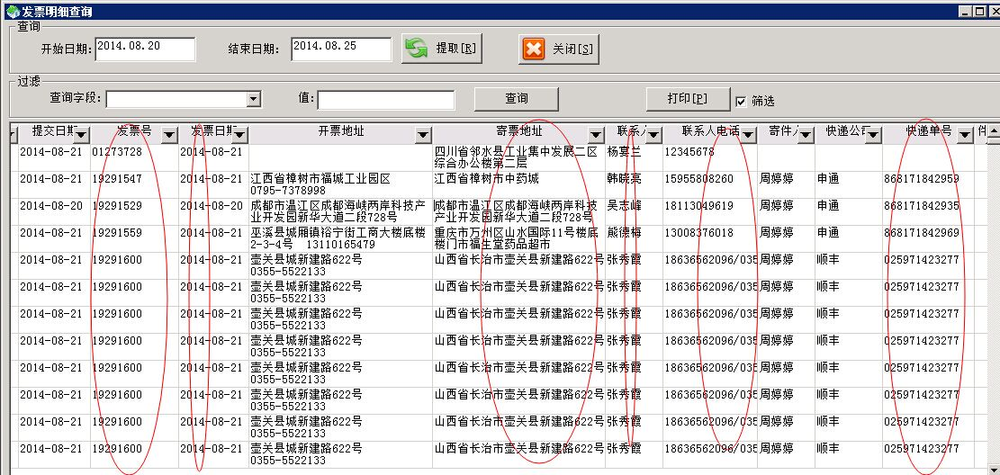 发票明细查询
查询
开始日期: 2014.08.20 结束日期: 2014.08.25 提取[R] 关闭[S]
过滤
查询字段: 值: 查询 打印[P] 筛选
提交日期 发票号 发票日期 开票地址 寄票地址 联系人 联系人电话 寄件人 快递公司 快递单号 件
2014-08-21 01273728 2014-08-21 四川省邻水县工业集中发展二区 杨宴兰 12345678
综合办公楼第二层
2014-08-21 19291547 2014-08-21 江西省樟树市福城工业园区 江西省樟树市中药城 韩晓亮 15955808260 周婷婷 申通 868171842959
0795-7378998
2014-08-20 19291529 2014-08-20 成都市温江区成都海峡两岸科技产 成都市温江区成都海峡两岸科技 吴志峰 18113049619 周婷婷 申通 868171842935
业开发园新华大道二段728号 产业开发园新华大道二段728号
2014-08-21 19291559 2014-08-21 巫溪县城厢镇裕宁街工商大楼底楼 重庆市万州区山水国际11号楼底 熊德梅 13008376018 周婷婷 申通 868171842969
2-3-4号 13110165479 楼门市福生堂药品超市
2014-08-21 19291600 2014-08-21 壶关县城新建路622号 山西省长治市壶关县新建路622号 张秀霞 18636562096/035 周婷婷 顺丰 025971423277
0355-5522133
2014-08-21 19291600 2014-08-21 壶关县城新建路622号 山西省长治市壶关县新建路622号 张秀霞 18636562096/035 周婷婷 顺丰 025971423277
0355-5522133
2014-08-21 19291600 2014-08-21 壶关县城新建路622号 山西省长治市壶关县新建路622号 张秀霞 18636562096/035 周婷婷 顺丰 025971423277
0355-5522133
2014-08-21 19291600 2014-08-21 壶关县城新建路622号 山西省长治市壶关县新建路622号 张秀霞 18636562096/035 周婷婷 顺丰 025971423277
0355-5522133
2014-08-21 19291600 2014-08-21 壶关县城新建路622号 山西省长治市壶关县新建路622号 张秀霞 18636562096/035 周婷婷 顺丰 025971423277
0355-5522133
2014-08-21 19291600 2014-08-21 壶关县城新建路622号 山西省长治市壶关县新建路622号 张秀霞 18636562096/035 周婷婷 顺丰 025971423277
0355-5522133
2014-08-21 19291600 2014-08-21 壶关县城新建路622号 山西省长治市壶关县新建路622号 张秀霞 18636562096/035 周婷婷 顺丰 025971423277
0355-5522133
2014-08-21 19291600 2014-08-21 壶关县城新建路622号 山西省长治市壶关县新建路622号 张秀霞 18636562096/035 周婷婷 顺丰 025971423277
0355-5522133